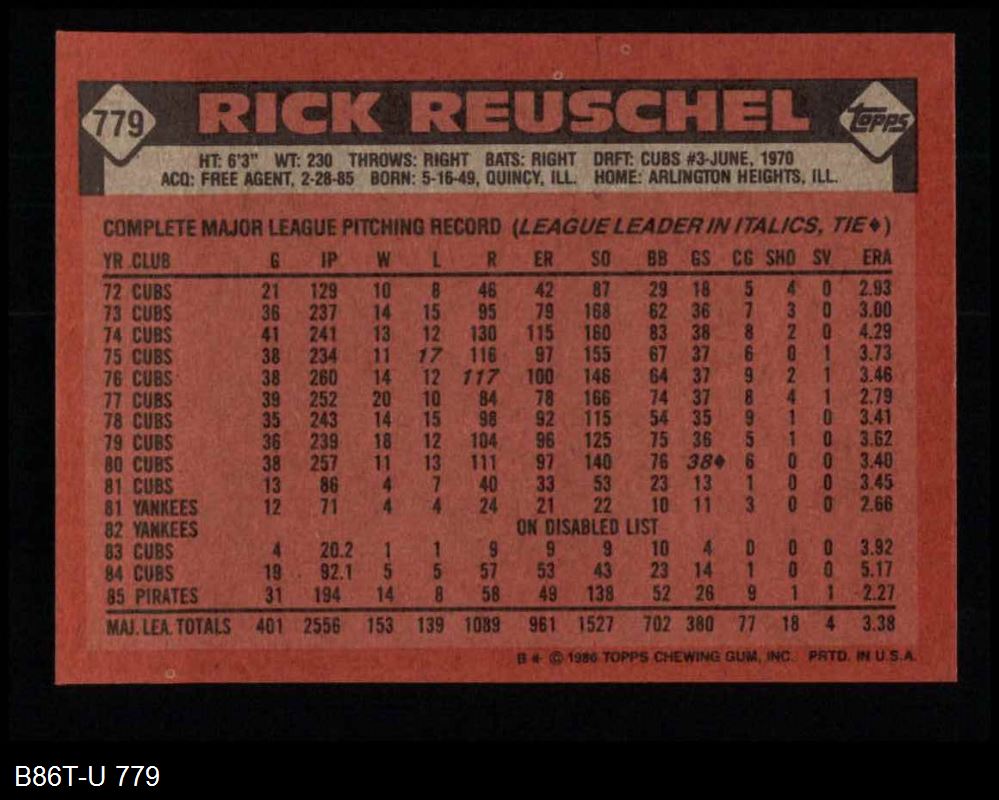 779 RICK REUSCHEL Topps
HT: 6'3" WT: 230 THROWS: RIGHT BATS: RIGHT DRFT: CUBS #3-JUNE, 1970
ACQ: FREE AGENT, 2-28-85 BORN: 5-16-49, QUINCY, ILL. HOME: ARLINGTON HEIGHTS, ILL.
COMPLETE MAJOR LEAGUE PITCHING RECORD (LEAGUE LEADER IN ITALICS, TIE♦)
YR CLUB G IP W L R ER SO BB GS CG SHO SV ERA
72 CUBS 21 129 10 8 46 42 87 29 18 5 4 0 2.93
73 CUBS 36 237 14 15 95 79 168 62 36 7 3 0 3.00
74 CUBS 41 241 13 12 130 115 160 83 38 8 2 0 4.29
75 CUBS 38 234 11 17 116 97 155 67 37 6 0 1 3.73
76 CUBS 38 260 14 12 117 100 146 64 37 9 2 1 3.46
77 CUBS 39 252 20 10 84 78 166 74 37 8 4 1 2.79
78 CUBS 35 243 14 15 98 92 115 54 35 9 1 0 3.41
79 CUBS 36 239 18 12 104 96 125 75 36 5 1 0 3.62
80 CUBS 38 257 11 13 111 97 140 76 38♦ 6 0 0 3.40
81 CUBS 13 86 4 7 40 33 53 23 13 1 0 0 3.45
81 YANKEES 12 71 4 4 24 21 22 10 11 3 0 0 2.66
82 YANKEES ON DISABLED LIST
83 CUBS 4 20.2 1 1 9 9 9 10 4 0 0 0 3.92
84 CUBS 19 92.1 5 5 57 53 43 23 14 1 0 0 5.17
85 PIRATES 31 194 14 8 58 49 138 52 26 9 1 1 2.27
MAJ. LEA. TOTALS 401 2556 153 139 1089 961 1527 702 380 77 18 4 3.38
B* © 1986 TOPPS CHEWING GUM, INC. PRTD. IN U.S.A.
B86T-U 779